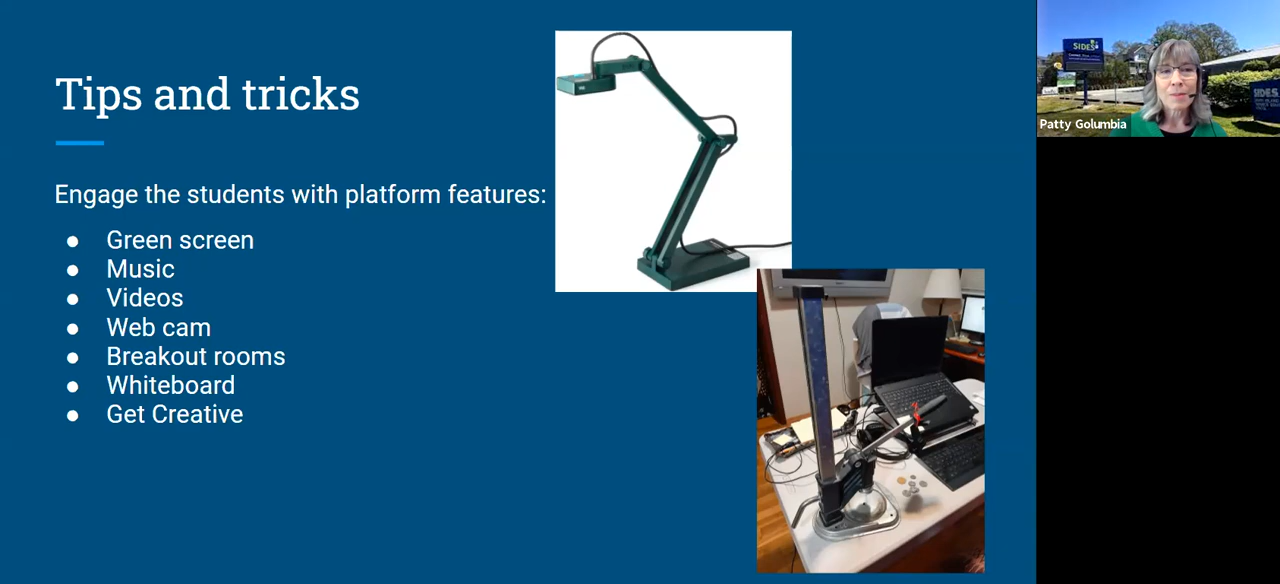 Tips and tricks
Engage the students with platform features:
● Green screen
● Music
● Videos
● Web cam
● Breakout rooms
● Whiteboard
● Get Creative
SIDES
SIDES
Patty Golumbia